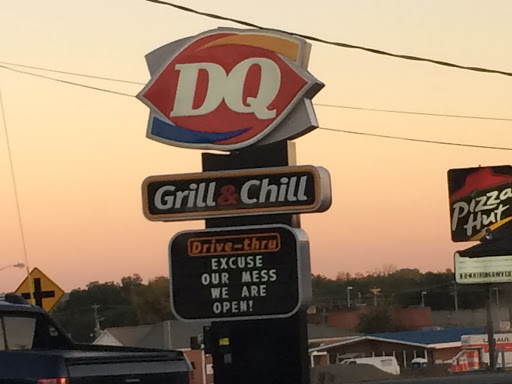 DQ
Grill & Chill
Drive-thru
EXCUSE
OUR MESS
WE ARE
OPEN!
Pizza
Hut